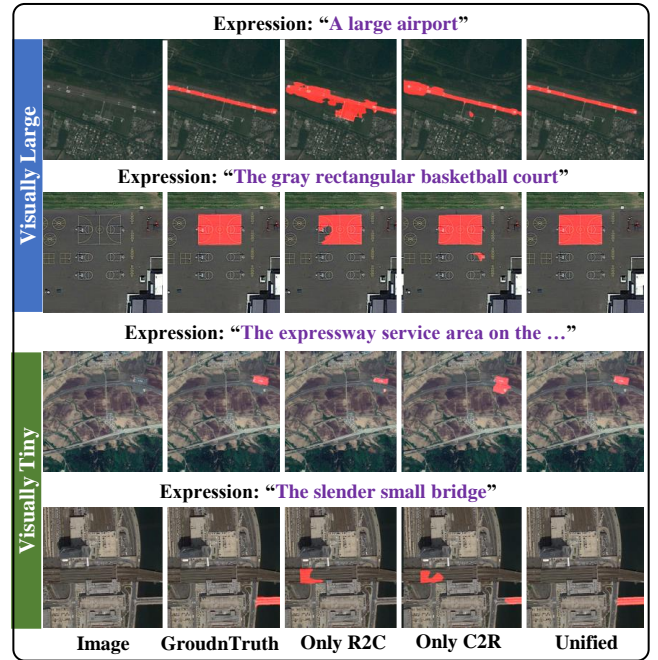 Expression: “A large airport”
Visually Large
Expression: “The gray rectangular basketball court”
Expression: “The expressway service area on the …”
Visually Tiny
Expression: “The slender small bridge”
Image GroudnTruth Only R2C Only C2R Unified